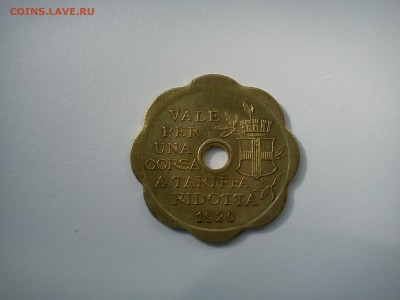 COINS.LAVE.RU
VALE
PER
UNA
CORSA
A TARIFFA
RIDOTTA
1920